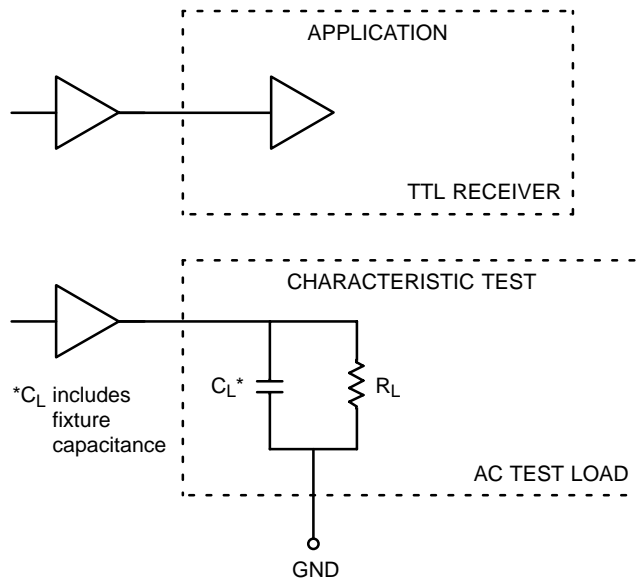 APPLICATION
TTL RECEIVER
CHARACTERISTIC TEST
*CL includes
fixture
capacitance
CL*
RL
AC TEST LOAD
GND